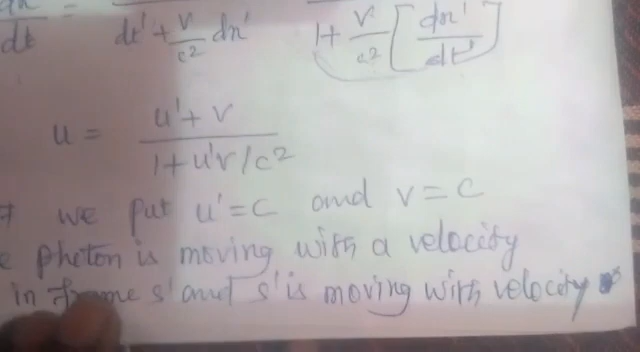 dx/dt = / dt' + v/c² dx' / 1 + v/c² [dx'/dt']
u = u' + v / 1 + u'v/c²
we put u' = c and v = c
photon is moving with a velocity
in frame s' and s' is moving with velocity